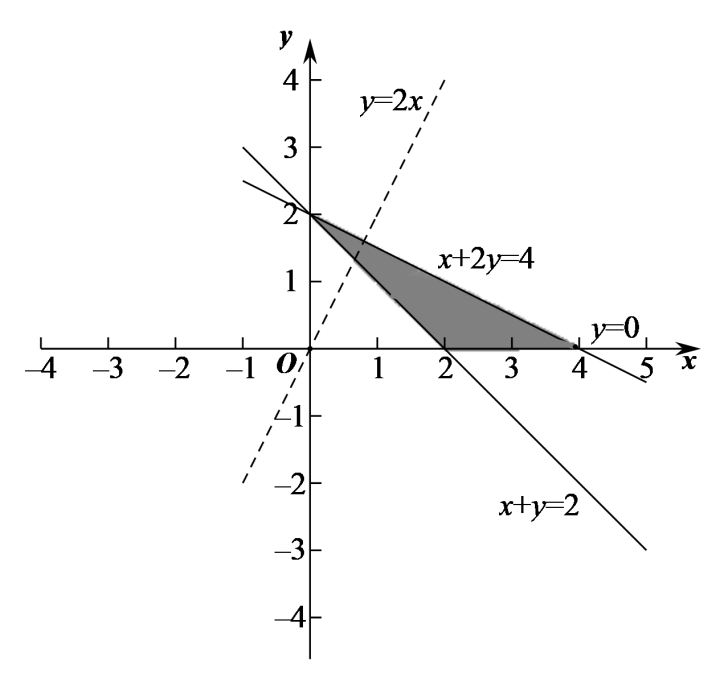 y
4
y=2x
3
2
x+2y=4
1
y=0
–4 –3 –2 –1 O 1 2 3 4 5 x
–1
–2
x+y=2
–3
–4